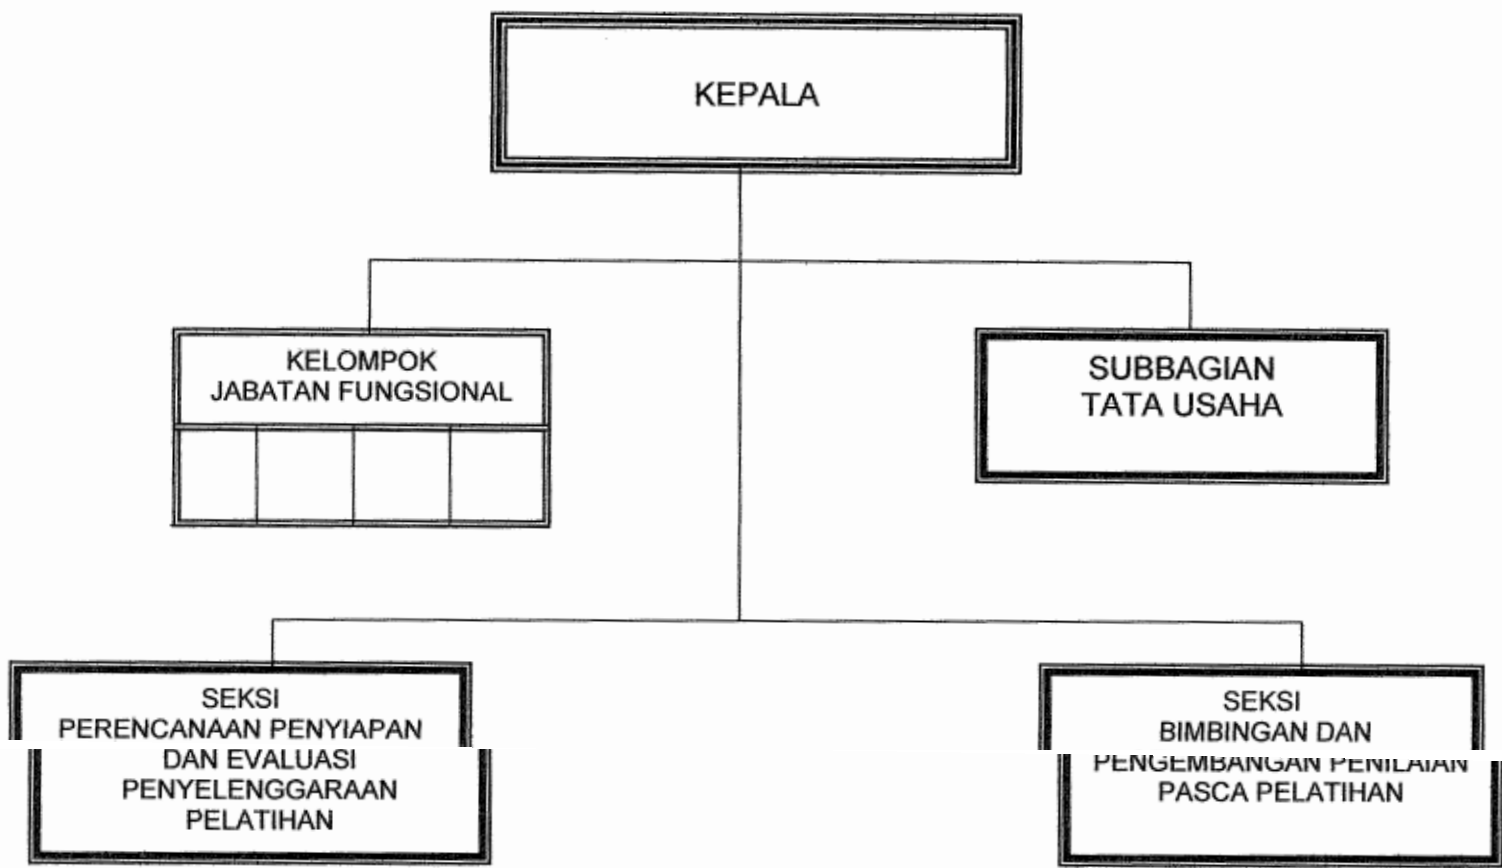 KEPALA
KELOMPOK
JABATAN FUNGSIONAL
SUBBAGIAN
TATA USAHA
SEKSI
PERENCANAAN PENYIAPAN
DAN EVALUASI
PENYELENGGARAAN
PELATIHAN
SEKSI
BIMBINGAN DAN
PENGEMBANGAN PENILAIAN
PASCA PELATIHAN